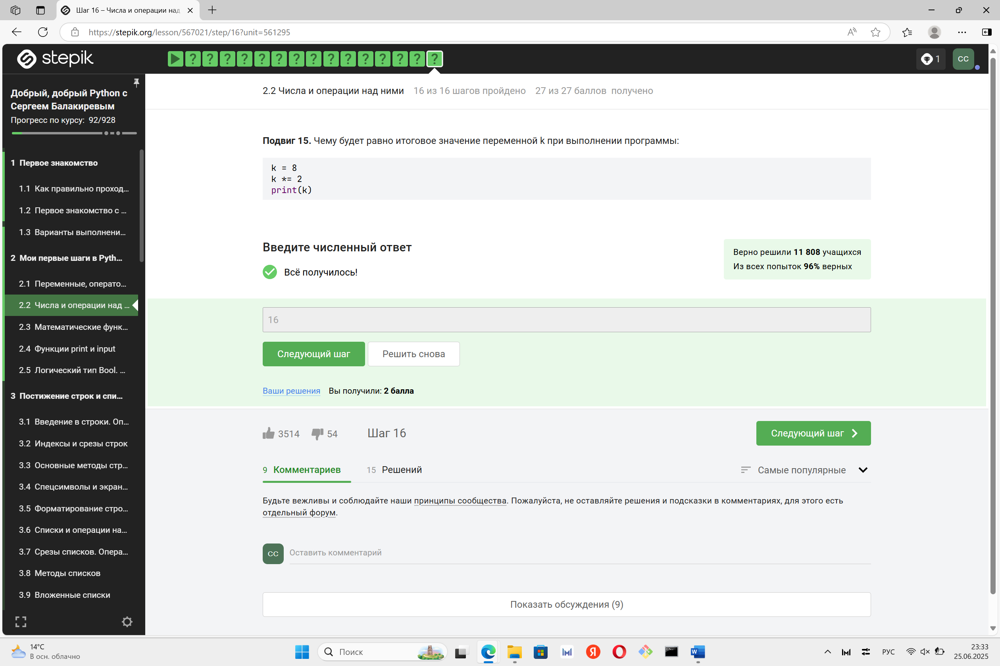 Шаг 16 – Числа и операции над
https://stepik.org/lesson/567021/step/16?unit=561295
stepik
? ? ? ? ? ? ? ? ? ? ? ? ? ? ?
1
CC
Добрый, добрый Python с
Сергеем Балакиревым
Прогресс по курсу: 92/928
1 Первое знакомство
1.1 Как правильно проход...
1.2 Первое знакомство с ...
1.3 Варианты выполнени...
2 Мои первые шаги в Pyth...
2.1 Переменные, операто...
2.2 Числа и операции над ...
2.3 Математические функ...
2.4 Функции print и input
2.5 Логический тип Bool. ...
3 Постижение строк и спи...
3.1 Введение в строки. Оп...
3.2 Индексы и срезы строк
3.3 Основные методы стр...
3.4 Спецсимволы и экран...
3.5 Форматирование стро...
3.6 Списки и операции на...
3.7 Срезы списков. Опера...
3.8 Методы списков
3.9 Вложенные списки
2.2 Числа и операции над ними 16 из 16 шагов пройдено 27 из 27 баллов получено
Подвиг 15. Чему будет равно итоговое значение переменной k при выполнении программы:
k = 8
k *= 2
print(k)
Введите численный ответ
Всё получилось!
Верно решили 11 808 учащихся
Из всех попыток 96% верных
16
Следующий шаг
Решить снова
Ваши решения Вы получили: 2 балла
3514 54 Шаг 16
Следующий шаг
9 Комментариев 15 Решений
Самые популярные
Будьте вежливы и соблюдайте наши принципы сообщества. Пожалуйста, не оставляйте решения и подсказки в комментариях, для этого есть
отдельный форум.
CC
Оставить комментарий
Показать обсуждения (9)
14°C
В осн. облачно
Поиск
РУС
23:33
25.06.2025